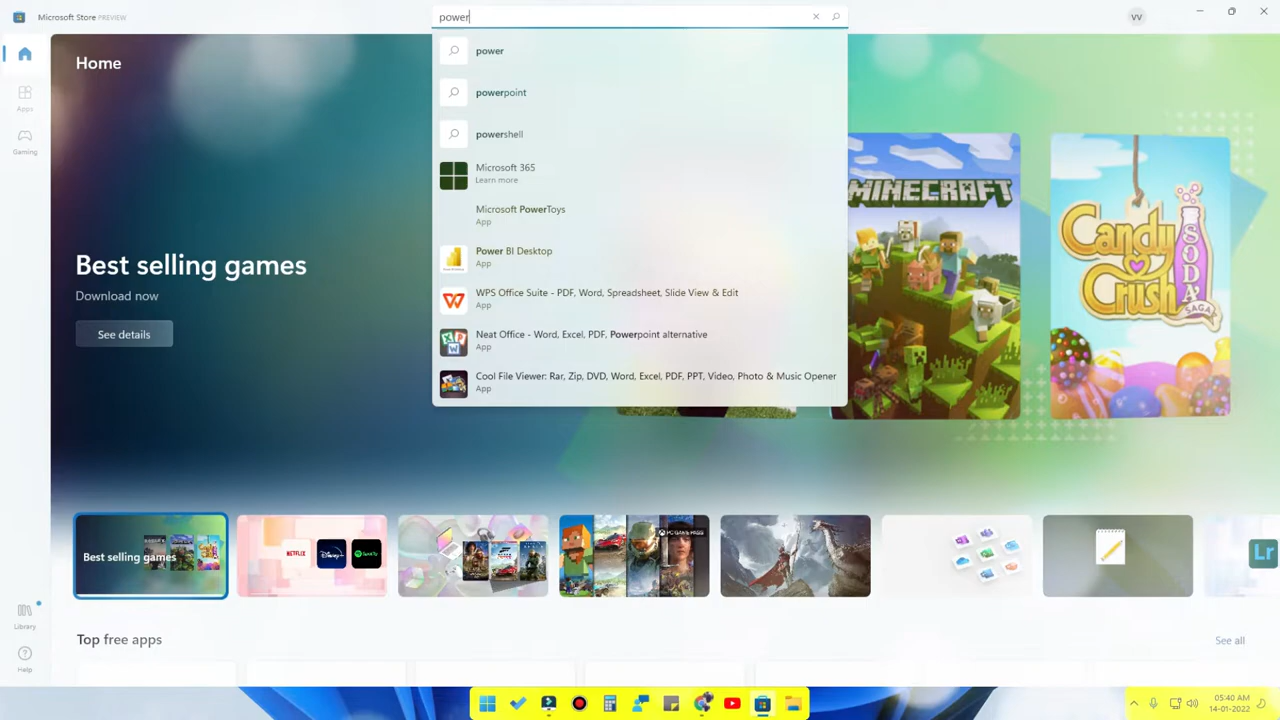 Microsoft Store PREVIEW
power
VV
Home
Apps
Gaming
power
powerpoint
powershell
Microsoft 365
Learn more
Microsoft PowerToys
App
Power BI Desktop
App
WPS Office Suite - PDF, Word, Spreadsheet, Slide View & Edit
App
Neat Office - Word, Excel, PDF, Powerpoint alternative
App
Cool File Viewer: Rar, Zip, DVD, Word, Excel, PDF, PPT, Video, Photo & Music Opener
App
MINECRAFT
Candy Crush SODA SAGA
Best selling games
Download now
See details
Best selling games
NETFLIX
Disney+
Lr
Library
Help
Top free apps
See all
05:40 AM
14-01-2022